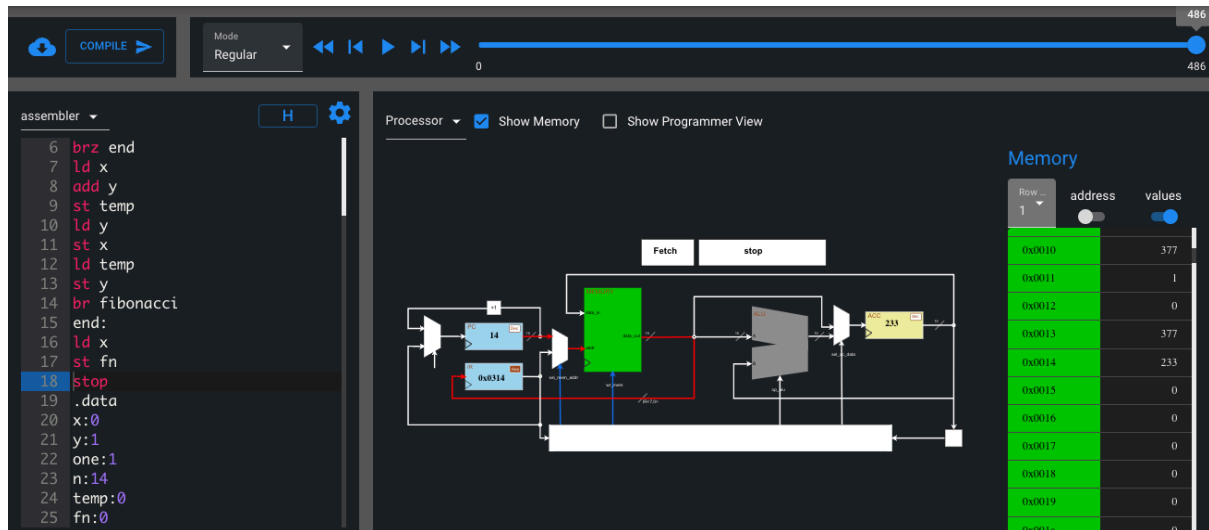 486
COMPILE
Mode
Regular
0
486
assembler
H
6 brz end
7 ld x
8 add y
9 st temp
10 ld y
11 st x
12 ld temp
13 st y
14 br fibonacci
15 end:
16 ld x
17 st fn
18 stop
19 .data
20 x:0
21 y:1
22 one:1
23 n:14
24 temp:0
25 fn:0
Processor
Show Memory
Show Programmer View
Fetch
stop
+1
PC
14
IR
0x0314
ALU
ACC
233
Memory
Row ...
1
address
values
0x0010 377
0x0011 1
0x0012 0
0x0013 377
0x0014 233
0x0015 0
0x0016 0
0x0017 0
0x0018 0
0x0019 0